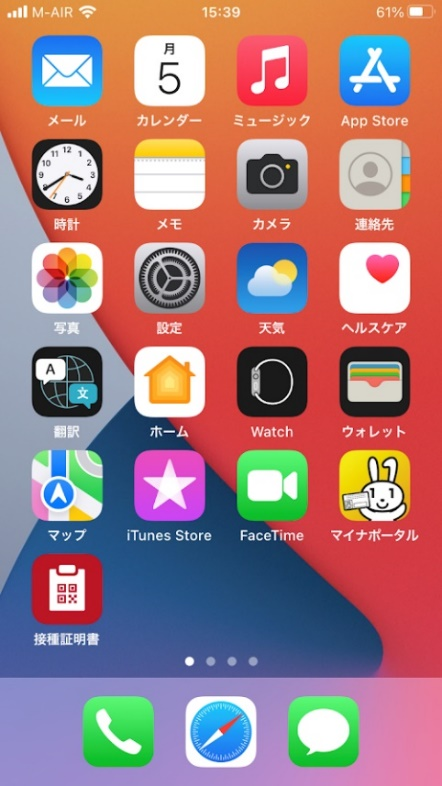 M-AIR 15:39 61%
月
5
メール カレンダー ミュージック App Store
時計 メモ カメラ 連絡先
写真 設定 天気 ヘルスケア
A
文
翻訳 ホーム Watch ウォレット
マップ iTunes Store FaceTime マイナポータル
接種証明書